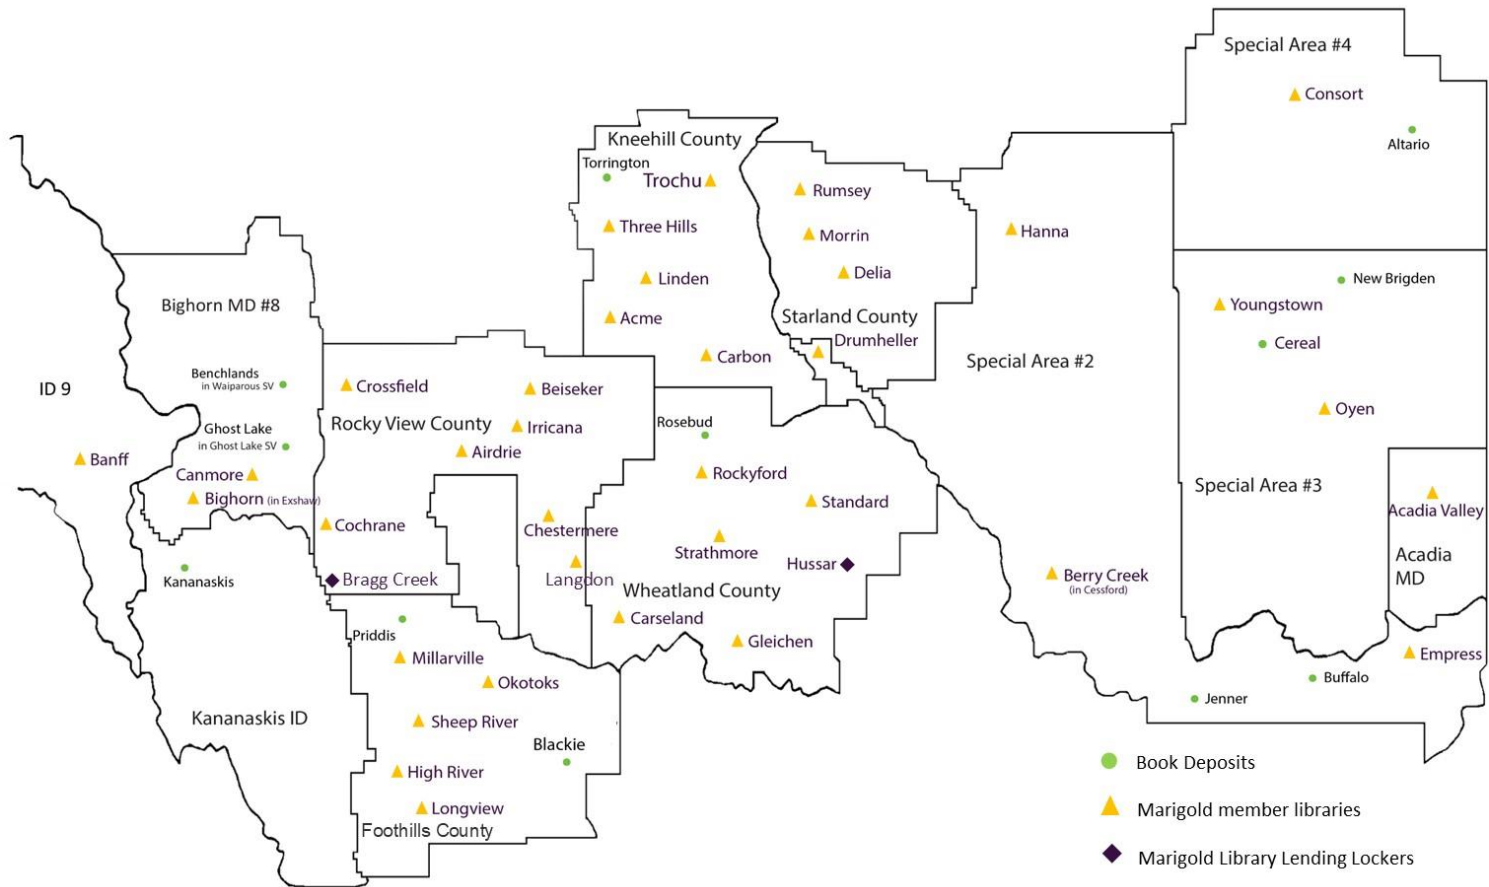 Special Area #4
Consort
Altario
Kneehill County
Torrington
Trochu
Rumsey
Three Hills
Morrin
Hanna
Linden
Delia
New Brigden
Bighorn MD #8
Youngstown
Acme
Starland County
Drumheller
Cereal
Carbon
Special Area #2
Benchlands
in Waiparous SV
ID 9
Crossfield
Beiseker
Oyen
Rocky View County
Rosebud
Ghost Lake
in Ghost Lake SV
Irricana
Airdrie
Banff
Canmore
Rockyford
Special Area #3
Bighorn (in Exshaw)
Standard
Acadia Valley
Cochrane
Chestermere
Strathmore
Acadia
MD
Hussar
Kananaskis
Bragg Creek
Langdon
Wheatland County
Berry Creek
(in Cessford)
Carseland
Priddis
Gleichen
Millarville
Empress
Okotoks
Buffalo
Jenner
Kananaskis ID
Sheep River
Blackie
High River
Longview
Foothills County
Book Deposits
Marigold member libraries
Marigold Library Lending Lockers